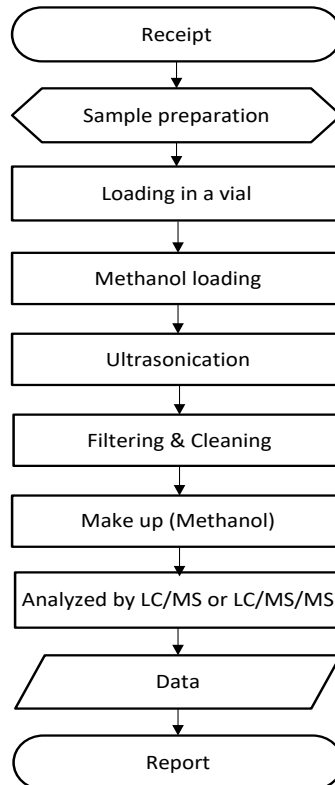 Receipt
Sample preparation
Loading in a vial
Methanol loading
Ultrasonication
Filtering & Cleaning
Make up (Methanol)
Analyzed by LC/MS or LC/MS/MS
Data
Report